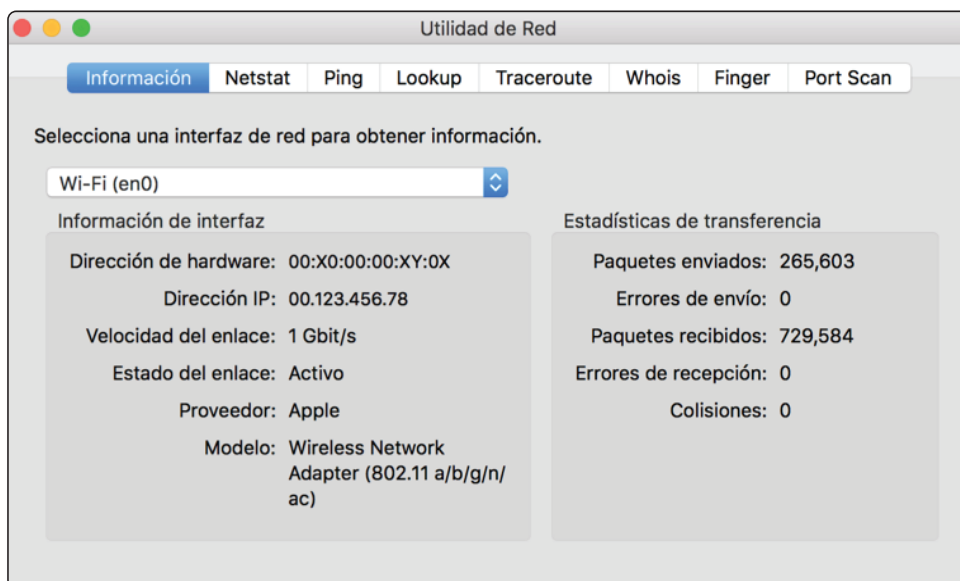 Utilidad de Red
Información Netstat Ping Lookup Traceroute Whois Finger Port Scan
Selecciona una interfaz de red para obtener información.
Wi-Fi (en0)
Información de interfaz
Dirección de hardware: 00:X0:00:00:XY:0X
Dirección IP: 00.123.456.78
Velocidad del enlace: 1 Gbit/s
Estado del enlace: Activo
Proveedor: Apple
Modelo: Wireless Network
Adapter (802.11 a/b/g/n/
ac)
Estadísticas de transferencia
Paquetes enviados: 265,603
Errores de envío: 0
Paquetes recibidos: 729,584
Errores de recepción: 0
Colisiones: 0